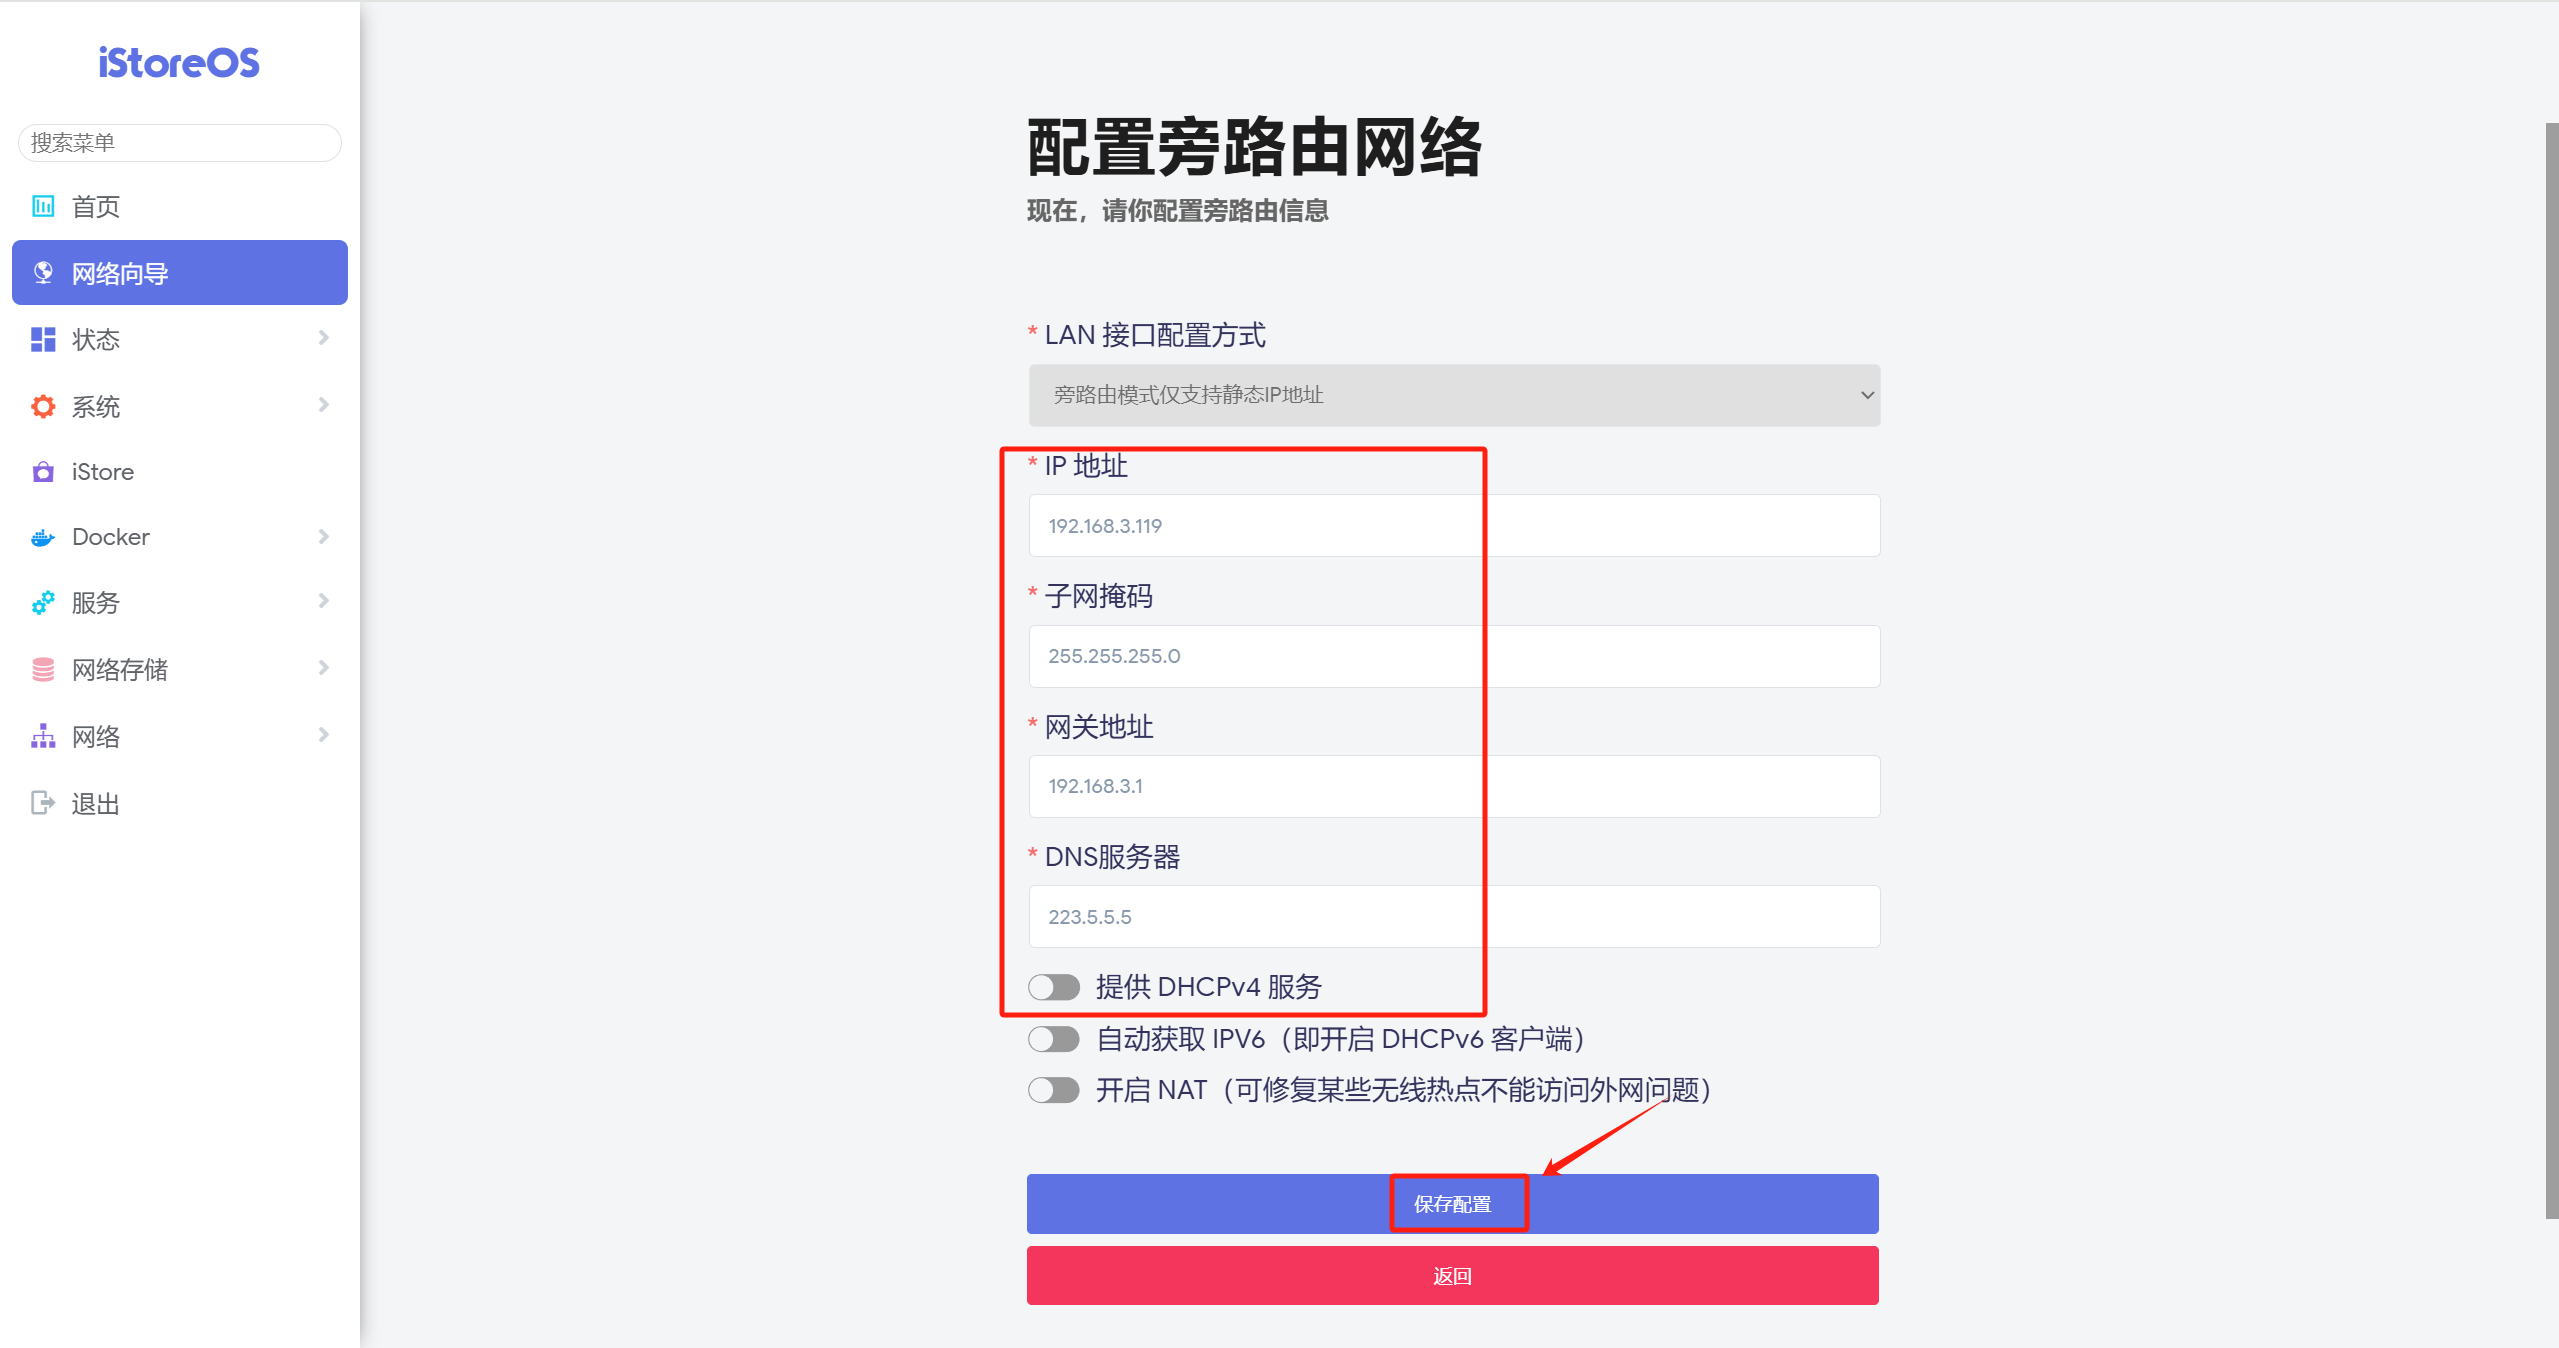 iStoreOS
搜索菜单
首页
网络向导
状态
系统
iStore
Docker
服务
网络存储
网络
退出
配置旁路由网络
现在，请你配置旁路由信息
* LAN 接口配置方式
旁路由模式仅支持静态IP地址
* IP 地址
192.168.3.119
* 子网掩码
255.255.255.0
* 网关地址
192.168.3.1
* DNS服务器
223.5.5.5
提供 DHCPv4 服务
自动获取 IPV6（即开启 DHCPv6 客户端）
开启 NAT（可修复某些无线热点不能访问外网问题）
保存配置
返回